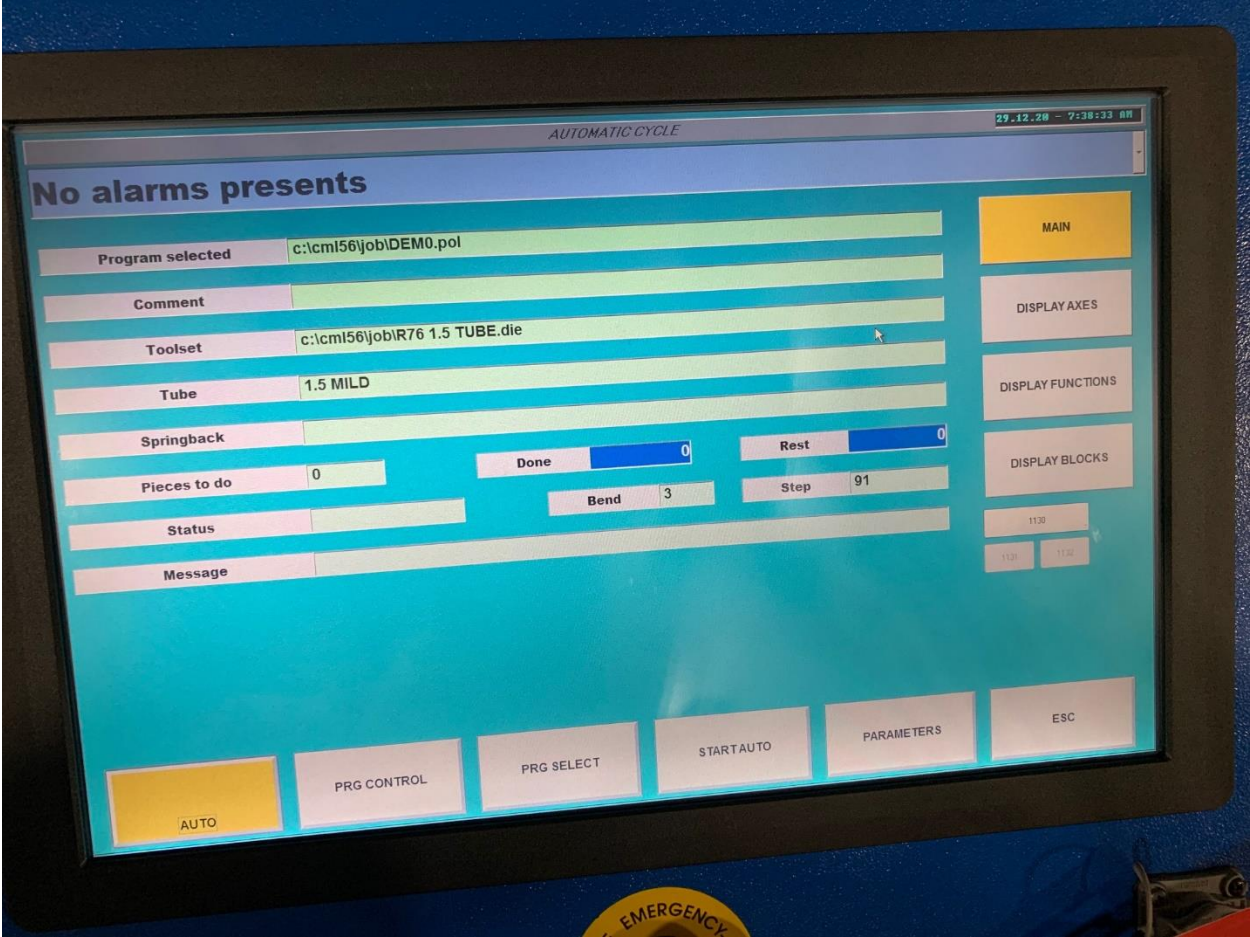 AUTOMATIC CYCLE
29.12.20 - 7:38:33 AM
No alarms presents
MAIN
Program selected c:\cml56\job\DEM0.pol
Comment
DISPLAY AXES
Toolset c:\cml56\job\R76 1.5 TUBE.die
Tube 1.5 MILD
DISPLAY FUNCTIONS
Springback
Pieces to do 0 Done 0 Rest 0
DISPLAY BLOCKS
Status Bend 3 Step 91
1130
Message
1131 1132
AUTO PRG CONTROL PRG SELECT START AUTO PARAMETERS ESC
EMERGENCY